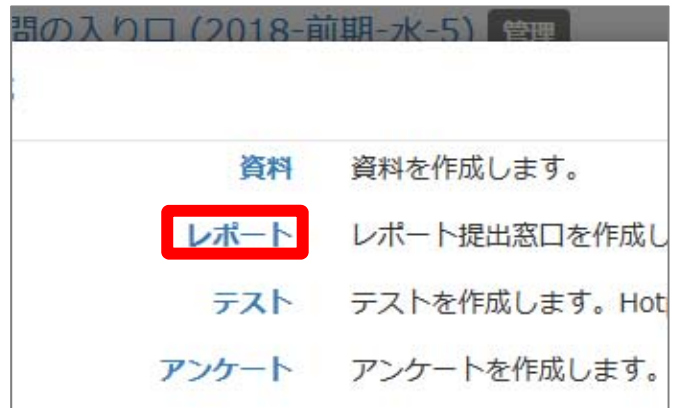 間の入り口 (2018-前期-水-5) 管理
資料 資料を作成します。
レポート レポート提出窓口を作成し
テスト テストを作成します。Hot
アンケート アンケートを作成します。